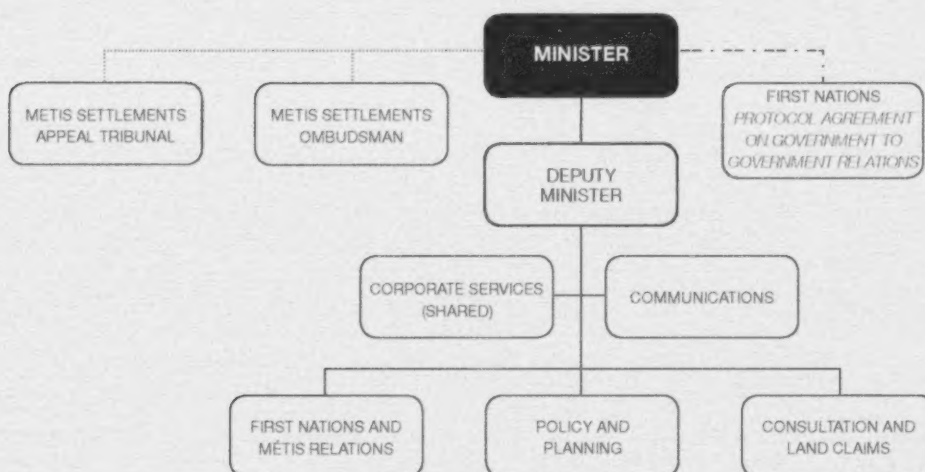 MINISTER
METIS SETTLEMENTS
APPEAL TRIBUNAL
METIS SETTLEMENTS
OMBUDSMAN
FIRST NATIONS
PROTOCOL AGREEMENT
ON GOVERNMENT TO
GOVERNMENT RELATIONS
DEPUTY
MINISTER
CORPORATE SERVICES
(SHARED)
COMMUNICATIONS
FIRST NATIONS AND
MÉTIS RELATIONS
POLICY AND
PLANNING
CONSULTATION AND
LAND CLAIMS